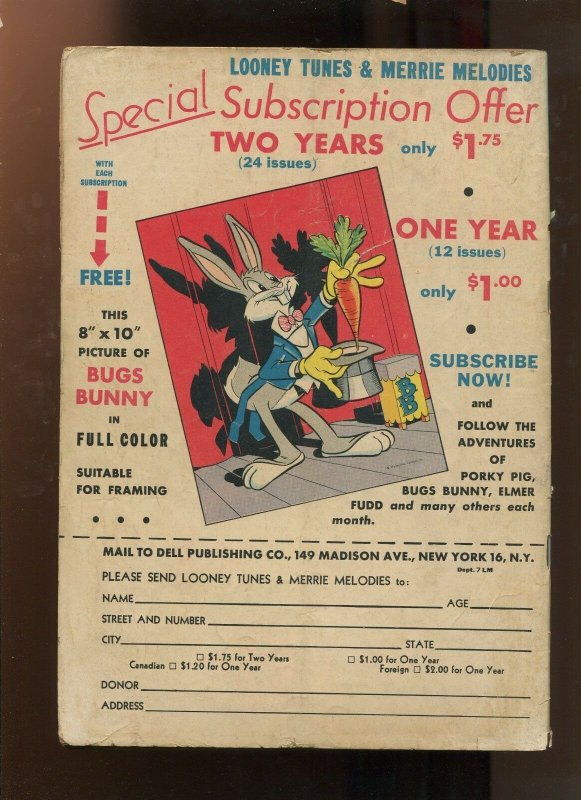 LOONEY TUNES & MERRIE MELODIES
Special Subscription Offer
TWO YEARS only $1.75
(24 issues)
WITH
EACH
SUBSCRIPTION
FREE!
THIS
8" x 10"
PICTURE OF
BUGS
BUNNY
IN
FULL COLOR
SUITABLE
FOR FRAMING
ONE YEAR
(12 issues)
only $1.00
SUBSCRIBE
NOW!
and
FOLLOW THE
ADVENTURES
OF
PORKY PIG,
BUGS BUNNY, ELMER
FUDD and many others each
month.
BB
MAIL TO DELL PUBLISHING CO., 149 MADISON AVE., NEW YORK 16, N.Y.
Dept. 7 LM
PLEASE SEND LOONEY TUNES & MERRIE MELODIES to:
NAME AGE
STREET AND NUMBER
CITY STATE
$1.75 for Two Years $1.00 for One Year
Canadian $1.20 for One Year Foreign $2.00 for One Year
DONOR
ADDRESS